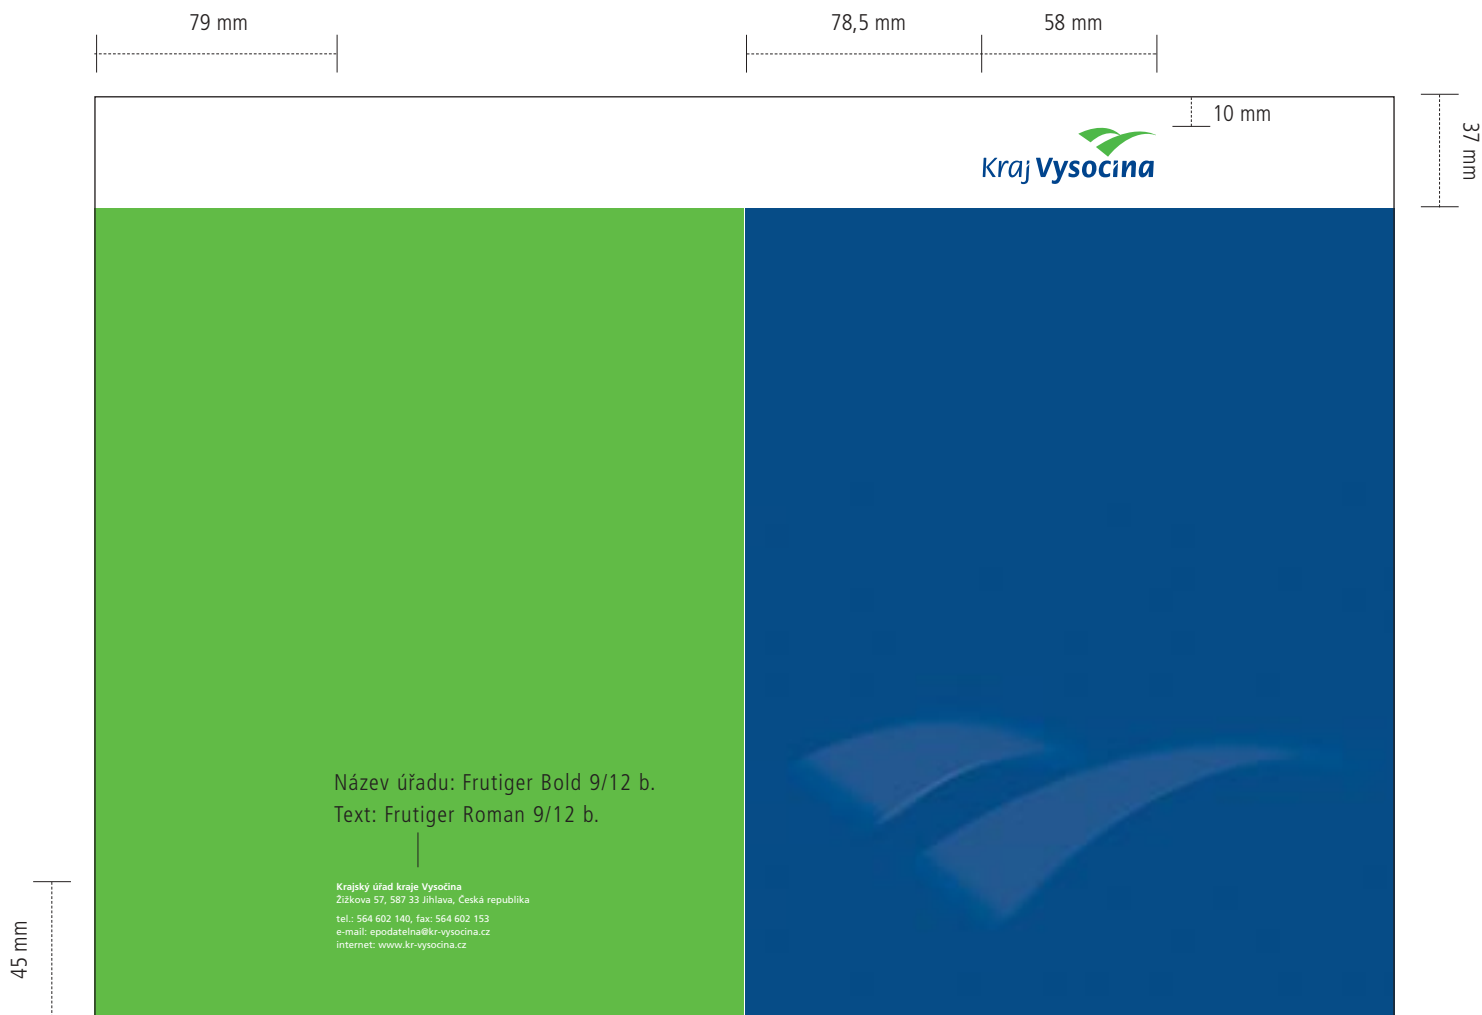 79 mm
78,5 mm
58 mm
10 mm
37 mm
Kraj Vysočina
Název úřadu: Frutiger Bold 9/12 b.
Text: Frutiger Roman 9/12 b.
Krajský úřad kraje Vysočina
Žižkova 57, 587 33 Jihlava, Česká republika
tel.: 564 602 140, fax: 564 602 153
e-mail: epodatelna@kr-vysocina.cz
internet: www.kr-vysocina.cz
45 mm